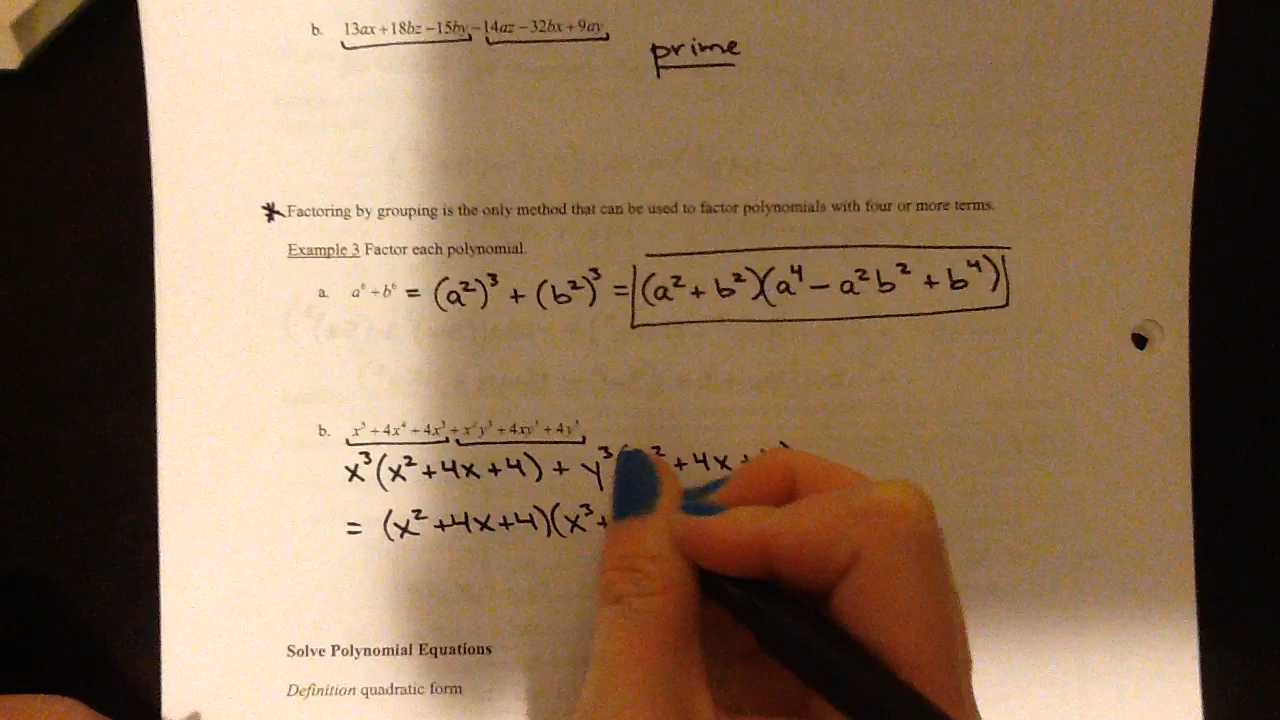 b. 13ax + 18bz − 15by − 14az − 32bx + 9ay
prime
* Factoring by grouping is the only method that can be used to factor polynomials with four or more terms.
Example 3 Factor each polynomial.
a. a⁶ + b⁶ = (a²)³ + (b²)³ = (a² + b²)(a⁴ − a²b² + b⁴)
b. x⁵ + 4x⁴ + 4x³ + x²y³ + 4xy³ + 4y³
x³(x² + 4x + 4) + y³ ² + 4x +
= (x² + 4x + 4)(x³ +
Solve Polynomial Equations
Definition quadratic form